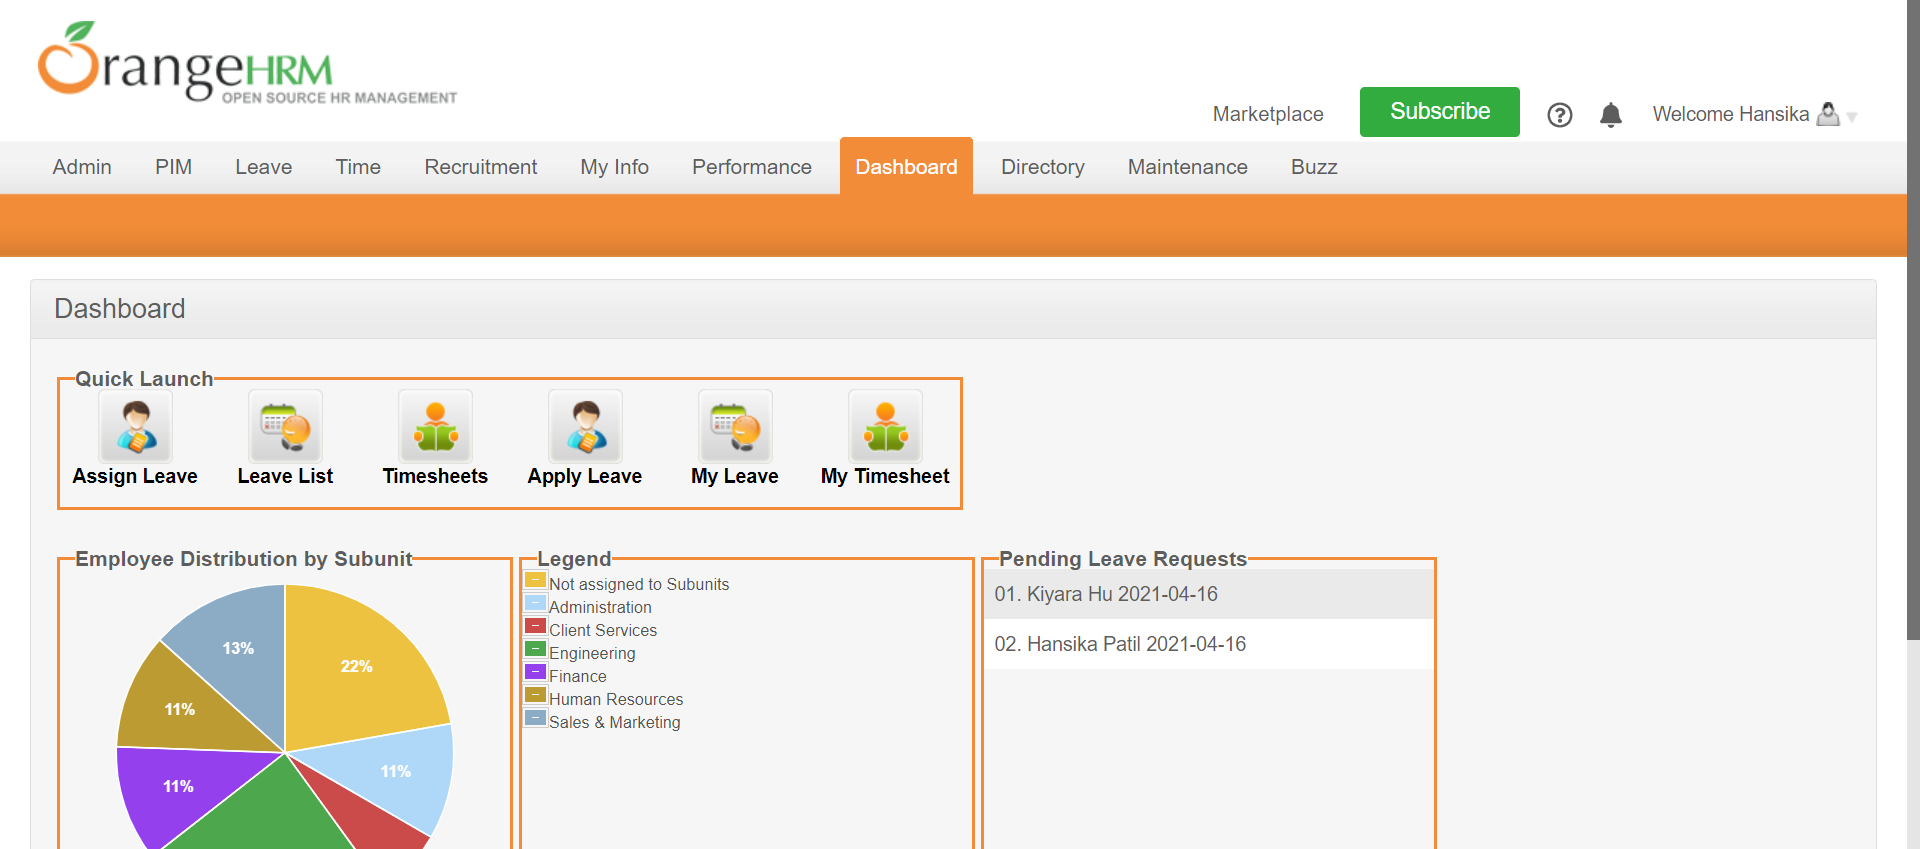 OrangeHRM
OPEN SOURCE HR MANAGEMENT
Marketplace
Subscribe
Welcome Hansika
Admin
PIM
Leave
Time
Recruitment
My Info
Performance
Dashboard
Directory
Maintenance
Buzz
Dashboard
Quick Launch
Assign Leave
Leave List
Timesheets
Apply Leave
My Leave
My Timesheet
Employee Distribution by Subunit
13%
22%
11%
11%
11%
Legend
Not assigned to Subunits
Administration
Client Services
Engineering
Finance
Human Resources
Sales & Marketing
Pending Leave Requests
01. Kiyara Hu 2021-04-16
02. Hansika Patil 2021-04-16